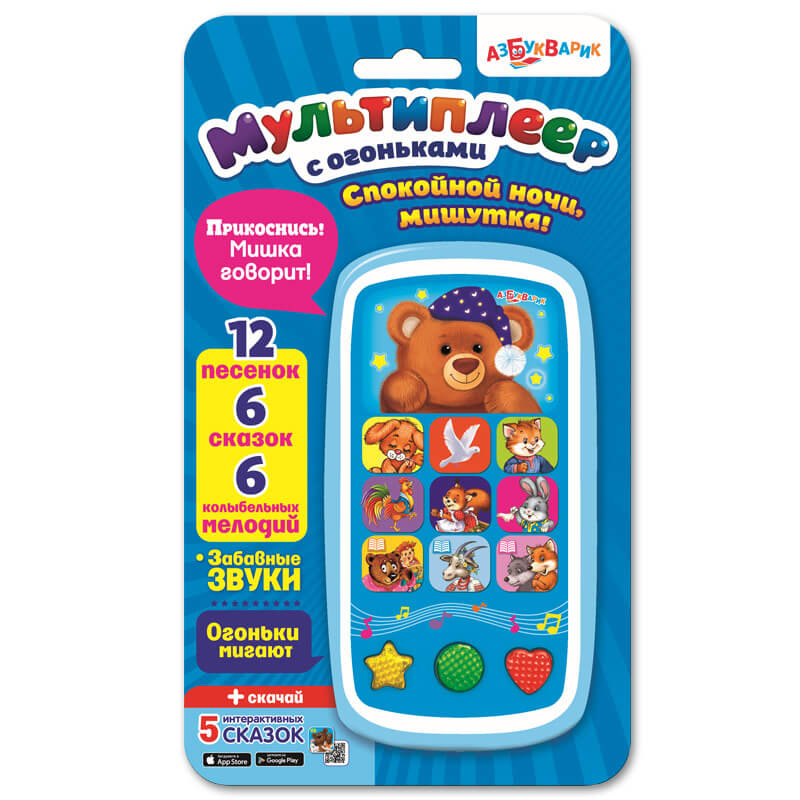 АЗБУКВАРИК
Мультиплеер
с огоньками
Спокойной ночи,
мишутка!
Прикоснись!
Мишка
говорит!
АЗБУКВАРИК
12
песенок
6
сказок
6
колыбельных
мелодий
• Забавные
ЗВУКИ
Огоньки
мигают
+ скачай
5 интерактивных
СКАЗОК
App Store
Google Play